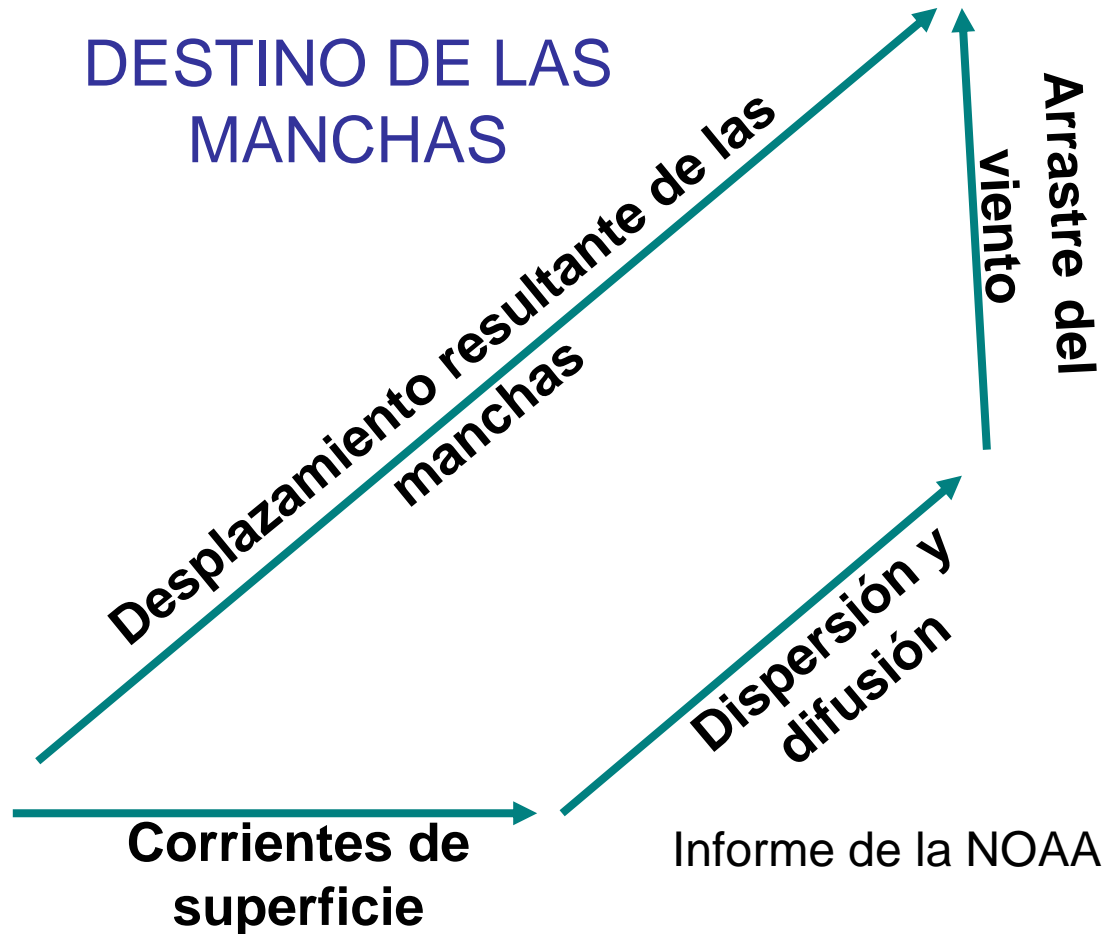 DESTINO DE LAS
MANCHAS
Desplazamiento resultante de las
manchas
Arrastre del
viento
Dispersión y
difusión
Corrientes de
superficie
Informe de la NOAA